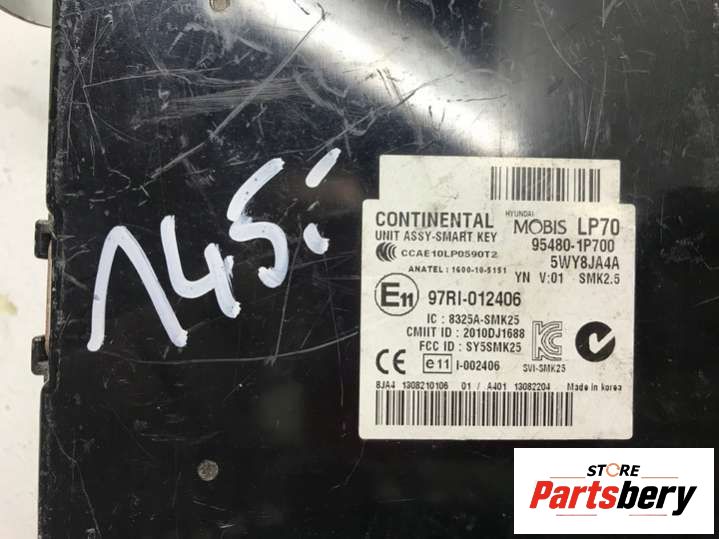 145i
CONTINENTAL
UNIT ASSY-SMART KEY
CCAE10LP0590T2
HYUNDAI
MOBIS LP70
95480-1P700
5WY8JA4A
ANATEL : 1600-10-5151
YN V:01 SMK2.5
E11 97RI-012406
IC : 8325A-SMK25
CMIIT ID : 2010DJ1688
FCC ID : SY5SMK25
CE e11 I-002406
SVI-SMK25
8JA4 1308210106 01 / A401 13082204 Made in korea
STORE
Partsbery